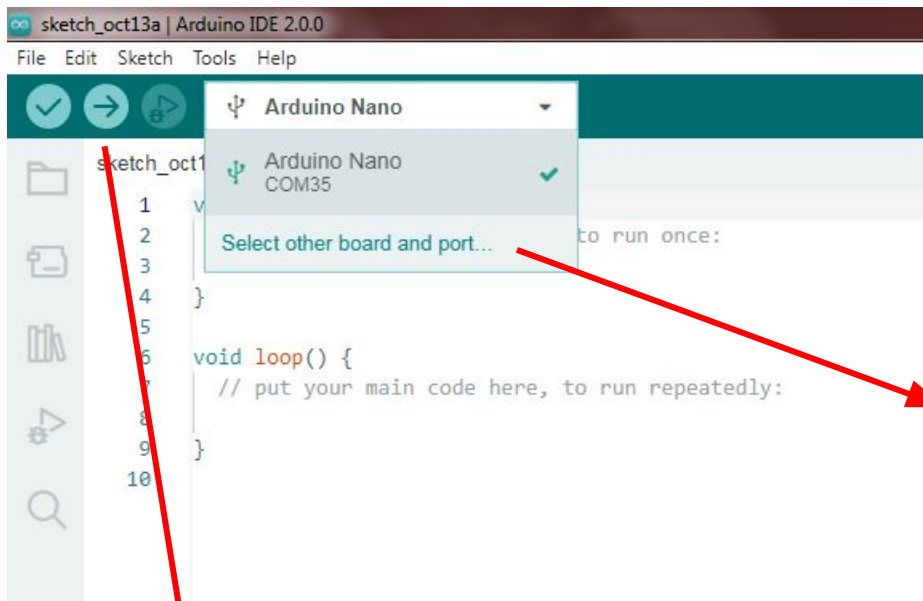 sketch_oct13a | Arduino IDE 2.0.0
File Edit Sketch Tools Help
Arduino Nano
sketch_oct1
Arduino Nano
COM35
Select other board and port...
1 v
2 to run once:
3
4 }
5
6 void loop() {
7 // put your main code here, to run repeatedly:
8
9 }
10